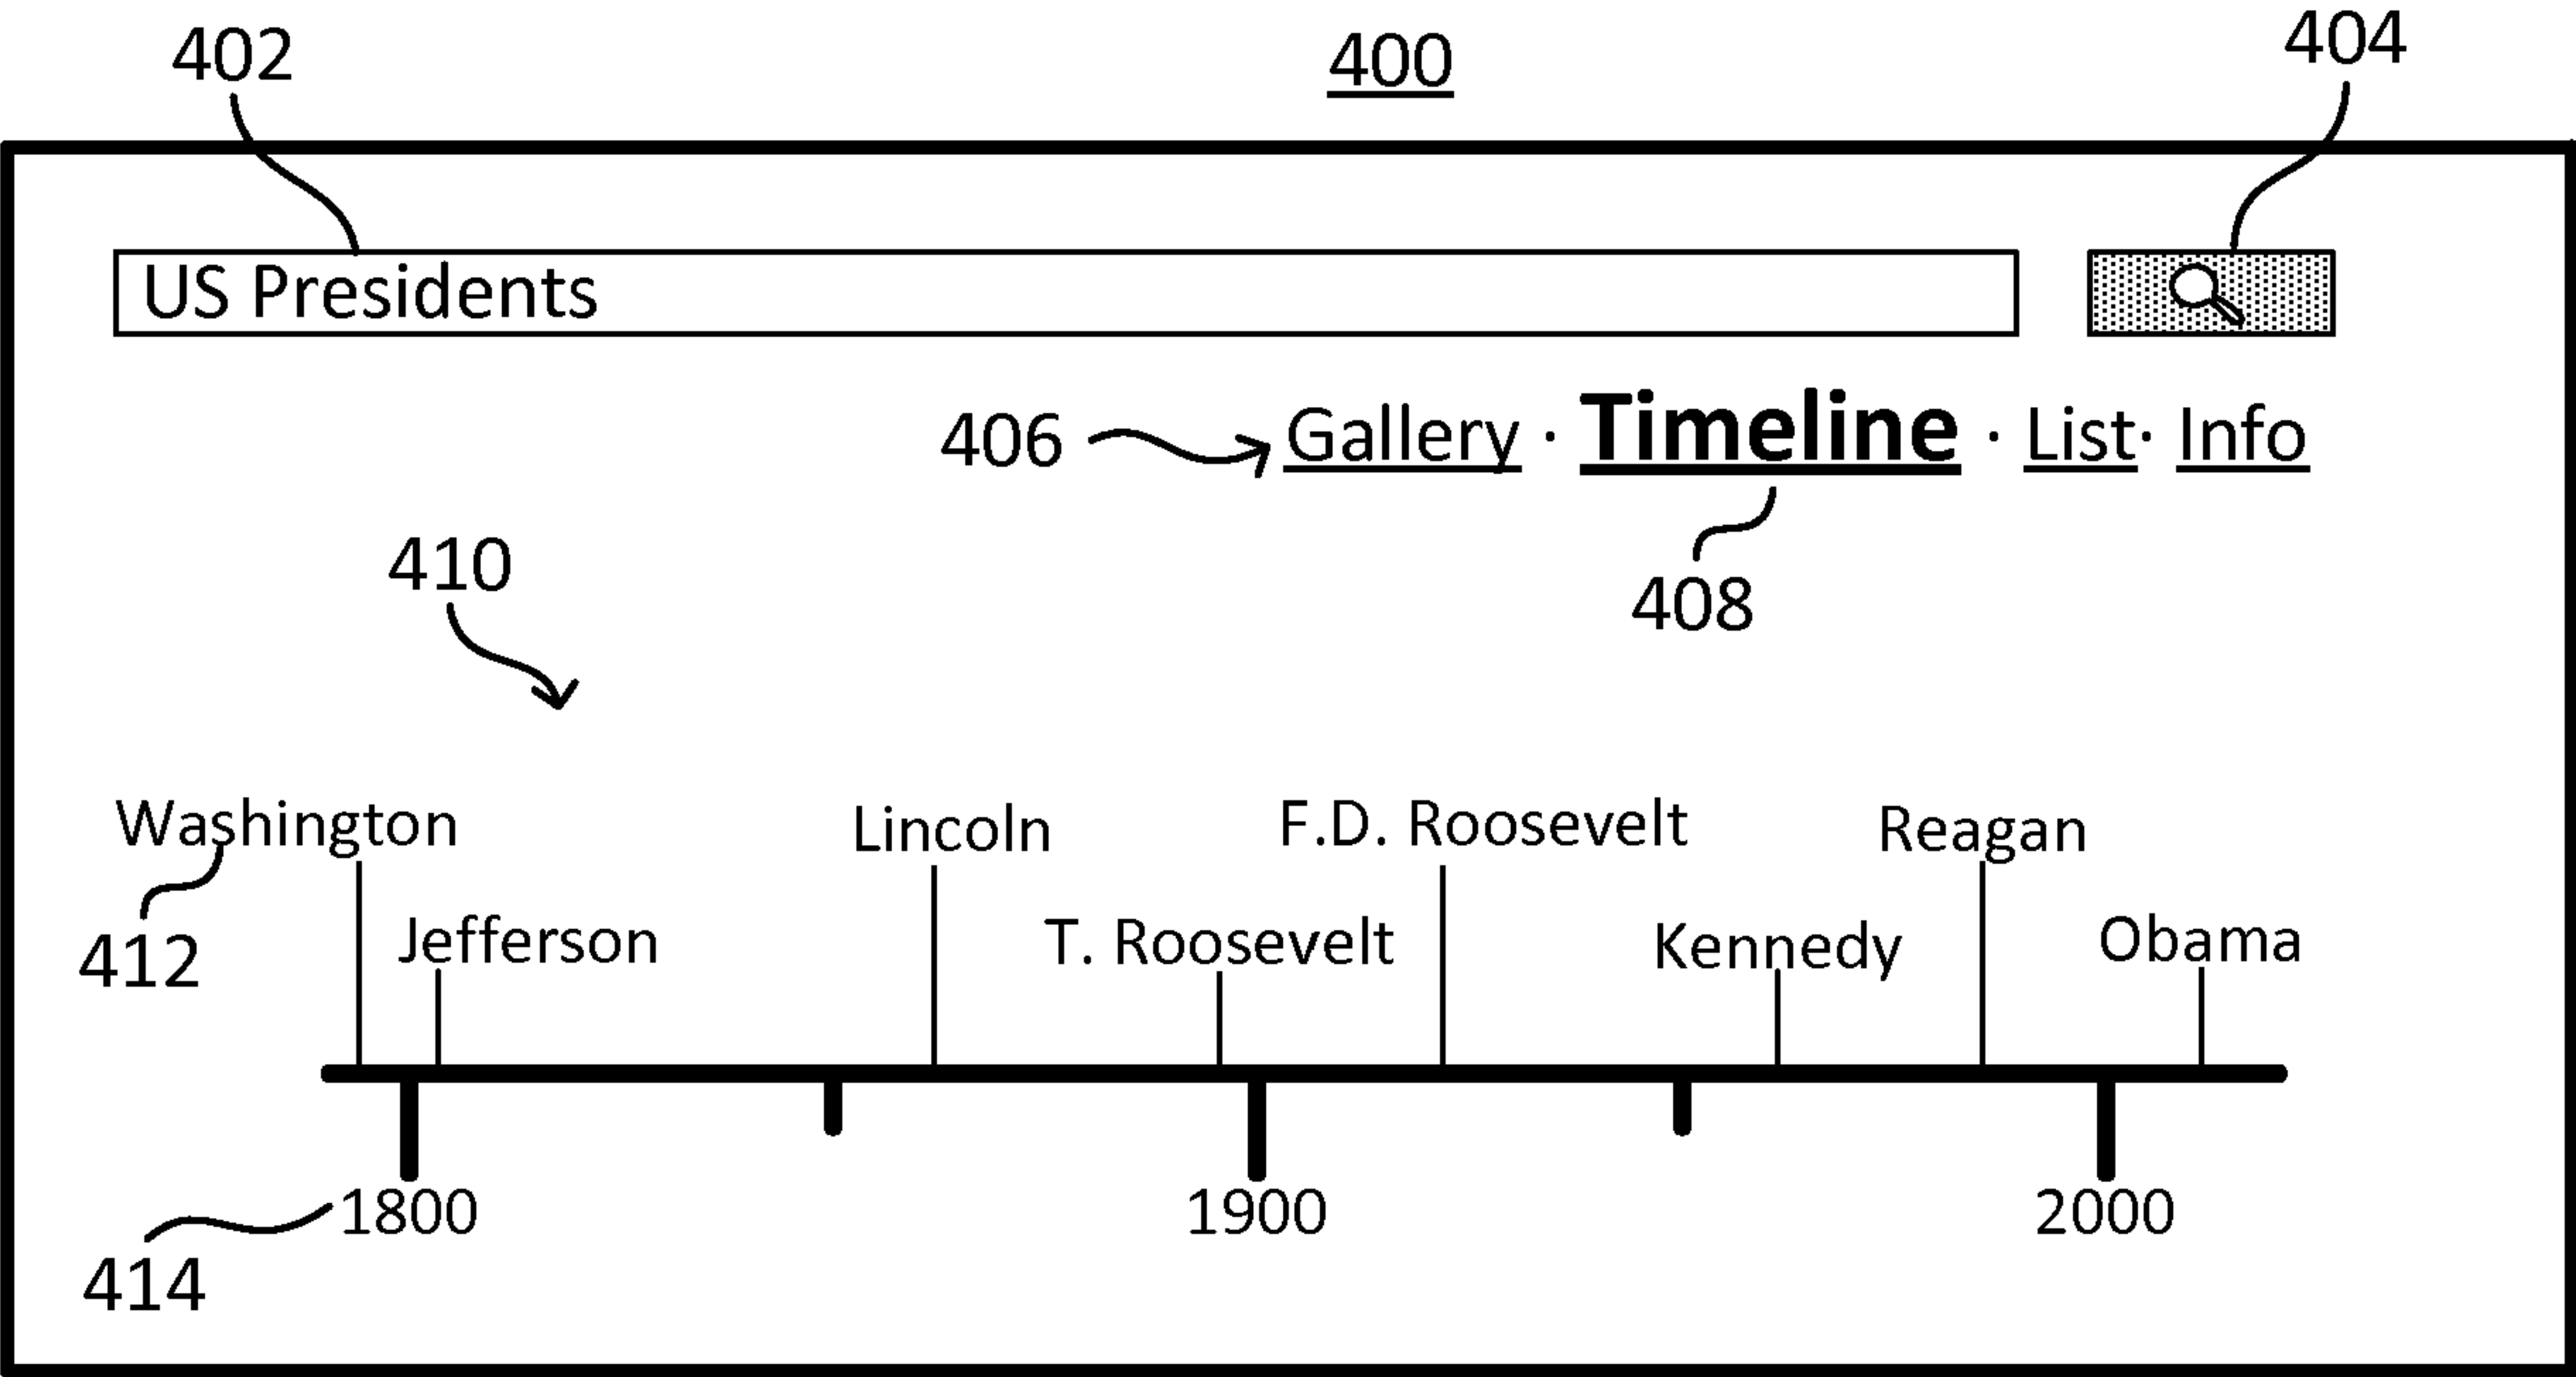 402
400
404
US Presidents
406 Gallery · Timeline · List· Info
410
408
Washington Lincoln F.D. Roosevelt Reagan
412 Jefferson T. Roosevelt Kennedy Obama
1800 1900 2000
414